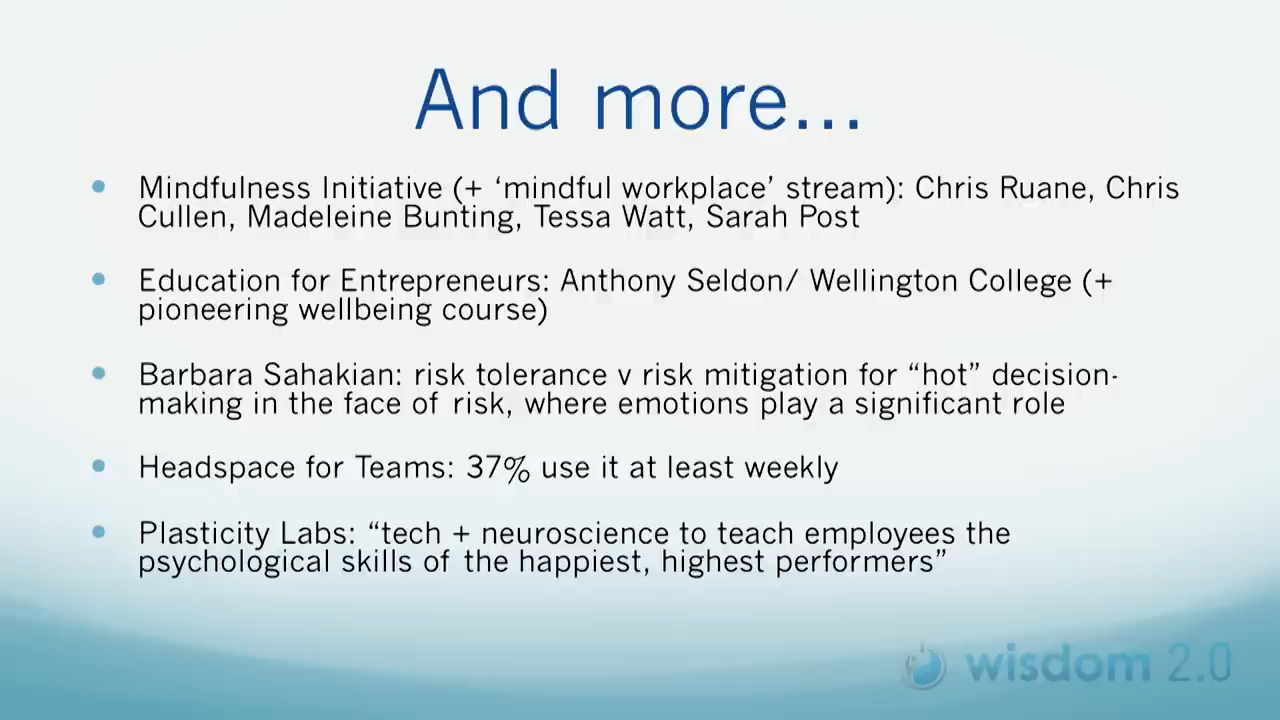 And more...
• Mindfulness Initiative (+ ‘mindful workplace’ stream): Chris Ruane, Chris
Cullen, Madeleine Bunting, Tessa Watt, Sarah Post
• Education for Entrepreneurs: Anthony Seldon/ Wellington College (+
pioneering wellbeing course)
• Barbara Sahakian: risk tolerance v risk mitigation for “hot” decision-
making in the face of risk, where emotions play a significant role
• Headspace for Teams: 37% use it at least weekly
• Plasticity Labs: “tech + neuroscience to teach employees the
psychological skills of the happiest, highest performers”
wisdom 2.0